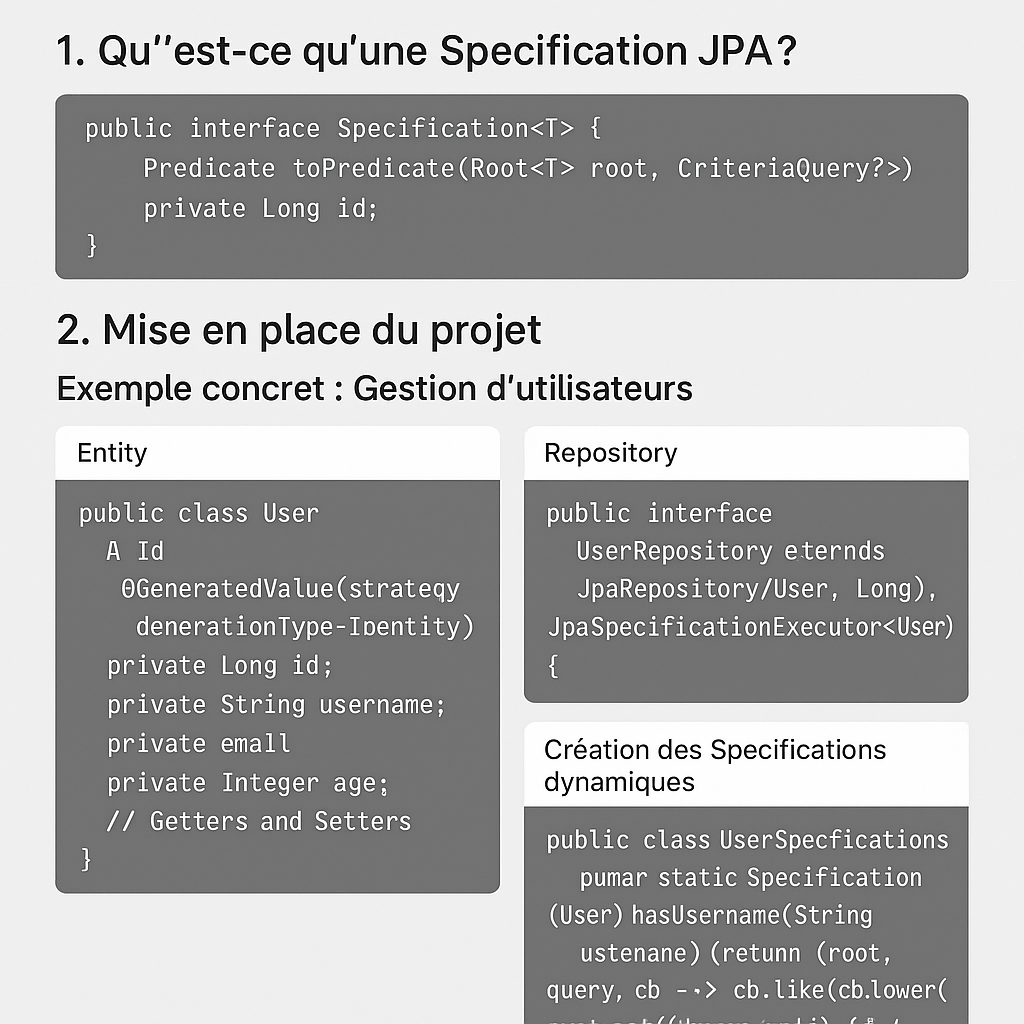 1. Qu’’est-ce qu’une Specification JPA?
public interface Specification<T> {
Predicate toPredicate(Root<T> root, CriteriaQuery?>)
private Long id;
}
2. Mise en place du projet
Exemple concret : Gestion d’utilisateurs
Entity
public class User
A Id
0GeneratedValue(strateqy
denerationType-Identity)
private Long id;
private String username;
private emall
private Integer age;
// Getters and Setters
}
Repository
public interface
UserRepository eternds
JpaRepository/User, Long),
JpaSpecificationExecutor<User)
{
Création des Specifications
dynamiques
public class UserSpecfications
pumar static Specification
(User) hasUsername(String
ustenane) (retunn (root,
query, cb --> cb.like(cb.lower(